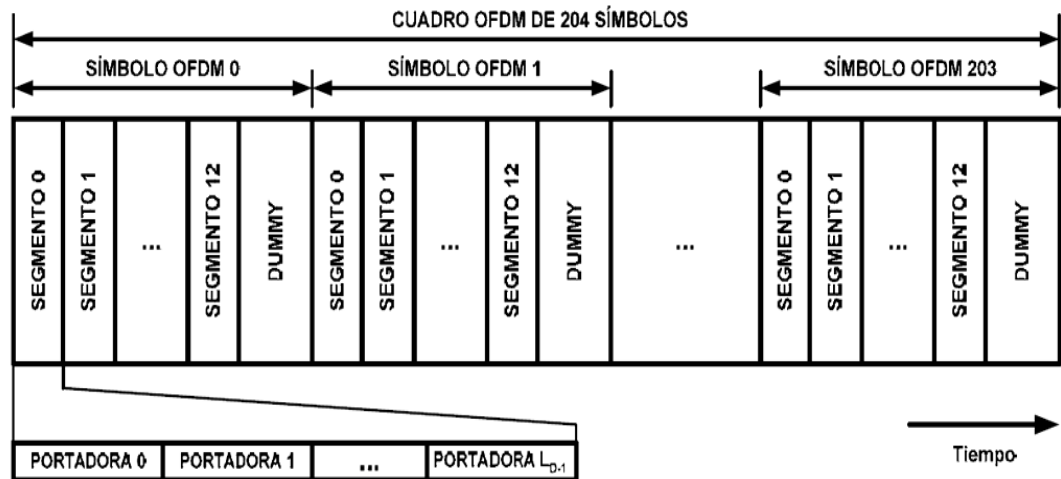 CUADRO OFDM DE 204 SÍMBOLOS
SÍMBOLO OFDM 0
SÍMBOLO OFDM 1
SÍMBOLO OFDM 203
SEGMENTO 0
SEGMENTO 1
...
SEGMENTO 12
DUMMY
SEGMENTO 0
SEGMENTO 1
...
SEGMENTO 12
DUMMY
...
SEGMENTO 0
SEGMENTO 1
...
SEGMENTO 12
DUMMY
PORTADORA 0
PORTADORA 1
...
PORTADORA L_{D-1}
Tiempo